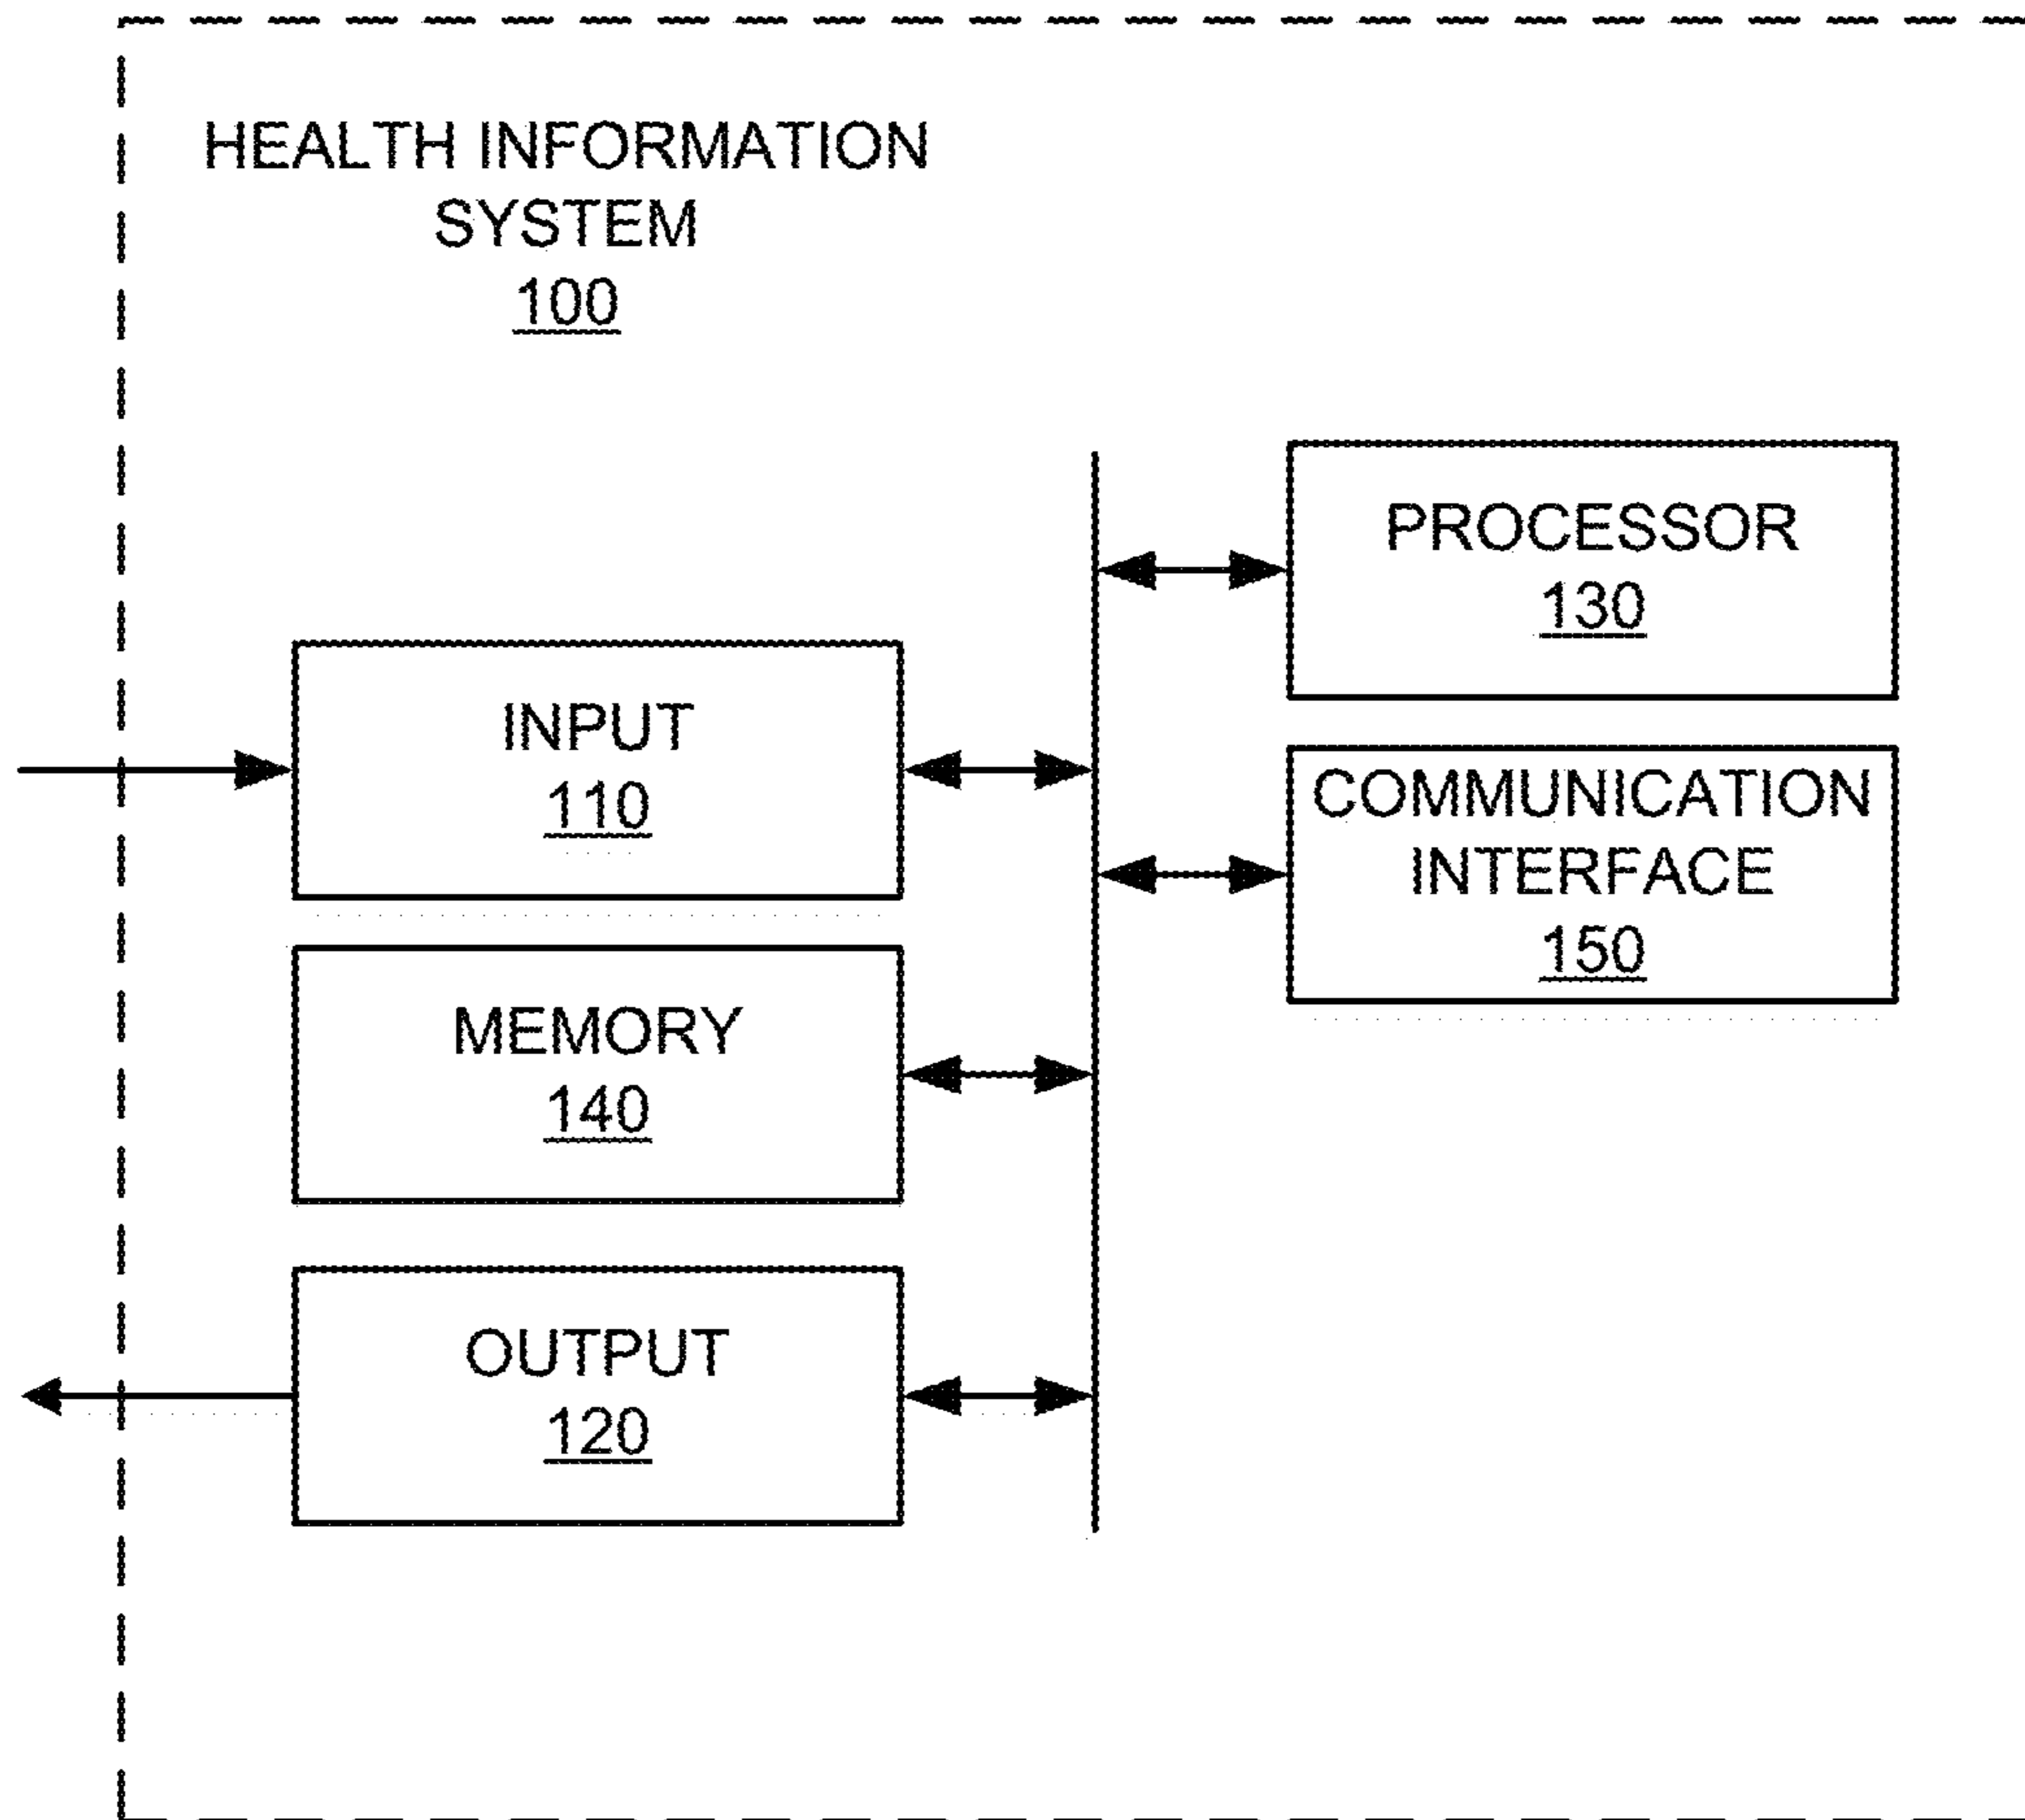 HEALTH INFORMATION
SYSTEM
100
PROCESSOR
130
INPUT
110
COMMUNICATION
INTERFACE
150
MEMORY
140
OUTPUT
120